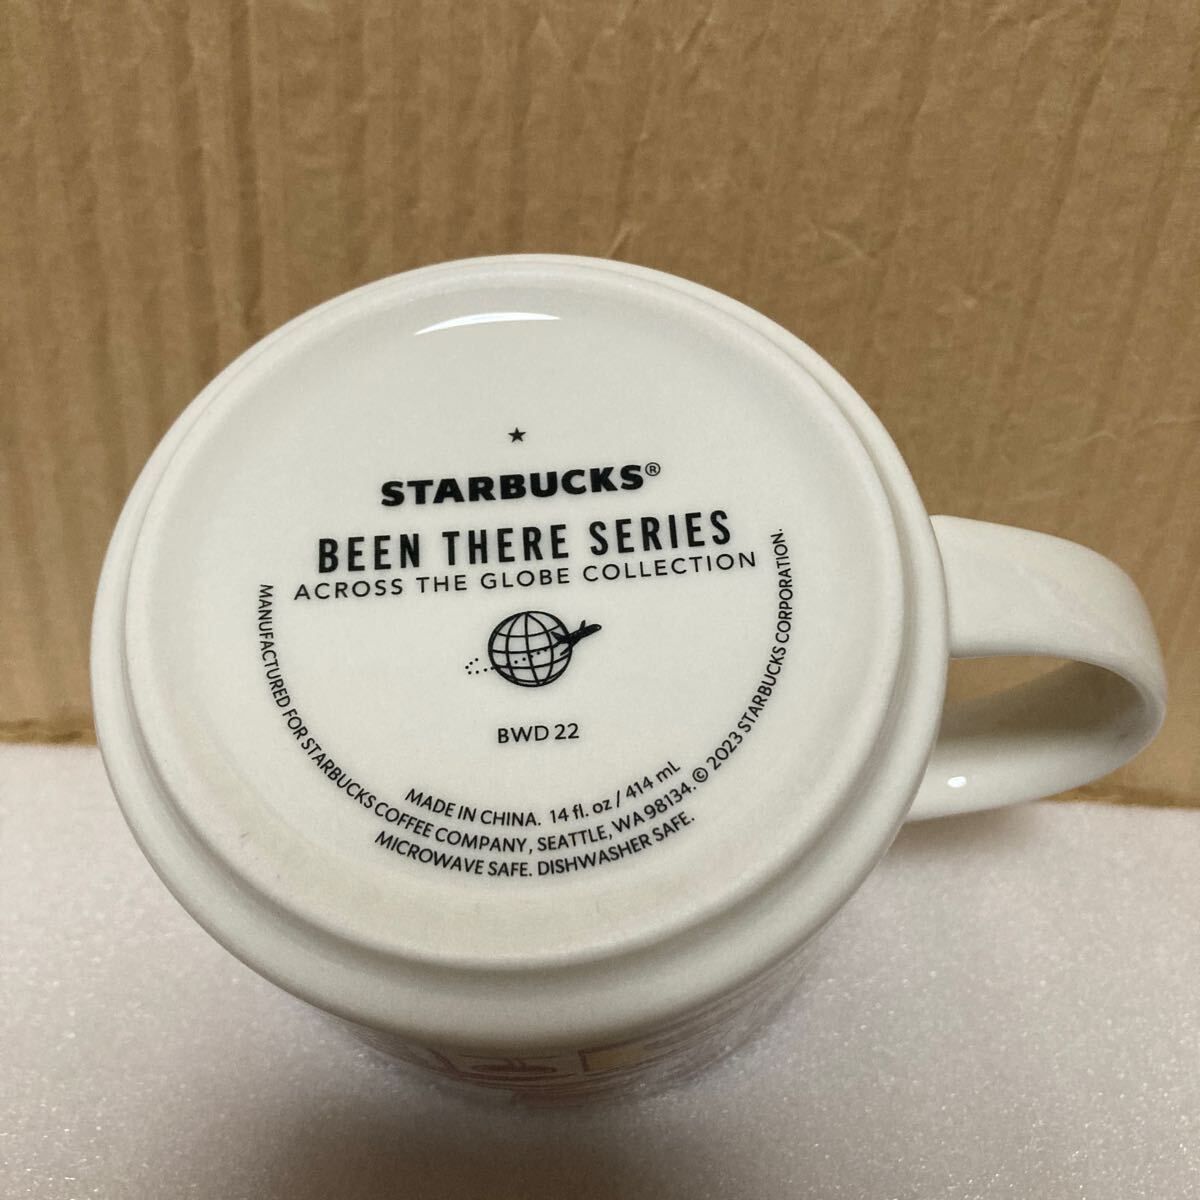 STARBUCKS®
BEEN THERE SERIES
ACROSS THE GLOBE COLLECTION
BWD 22
MADE IN CHINA. 14 fl. oz / 414 mL
MANUFACTURED FOR STARBUCKS COFFEE COMPANY, SEATTLE, WA 98134. © 2023 STARBUCKS CORPORATION.
MICROWAVE SAFE. DISHWASHER SAFE.